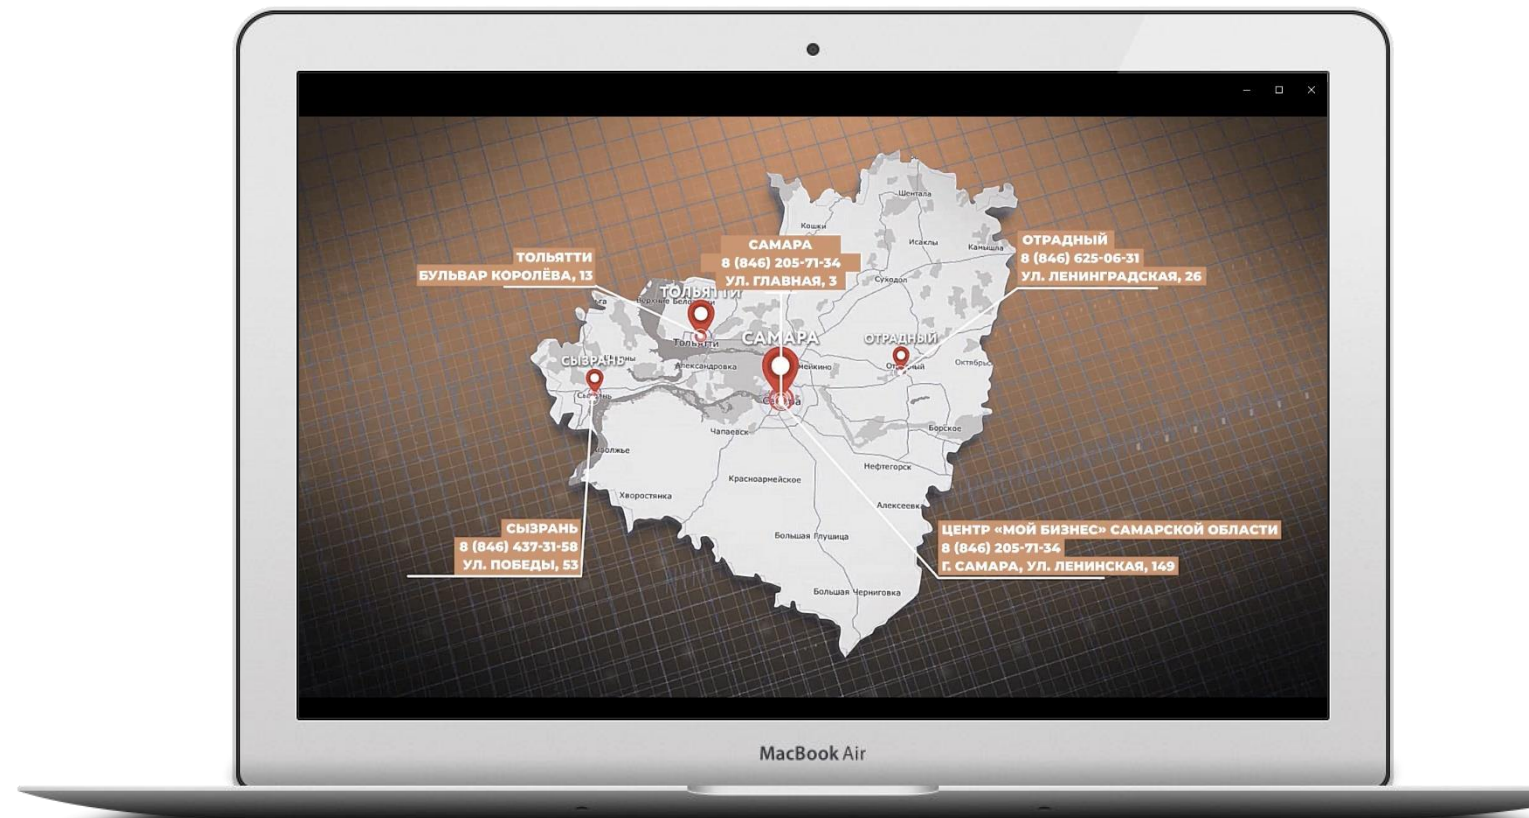 Шентала
Кошки
Исаклы
Камышла
ТОЛЬЯТТИ
БУЛЬВАР КОРОЛЁВА, 13
САМАРА
8 (846) 205-71-34
УЛ. ГЛАВНАЯ, 3
ОТРАДНЫЙ
8 (846) 625-06-31
УЛ. ЛЕНИНГРАДСКАЯ, 26
Суходол
ТОЛЬЯТТИ
Тольятти
САМАРА
ОТРАДНЫЙ
СЫЗРАНЬ
Александровка
Чапаевск
Борское
Нефтегорск
Красноармейское
Хворостянка
Алексеевка
Большая Глушица
Большая Черниговка
СЫЗРАНЬ
8 (846) 437-31-58
УЛ. ПОБЕДЫ, 53
ЦЕНТР «МОЙ БИЗНЕС» САМАРСКОЙ ОБЛАСТИ
8 (846) 205-71-34
Г. САМАРА, УЛ. ЛЕНИНСКАЯ, 149
MacBook Air